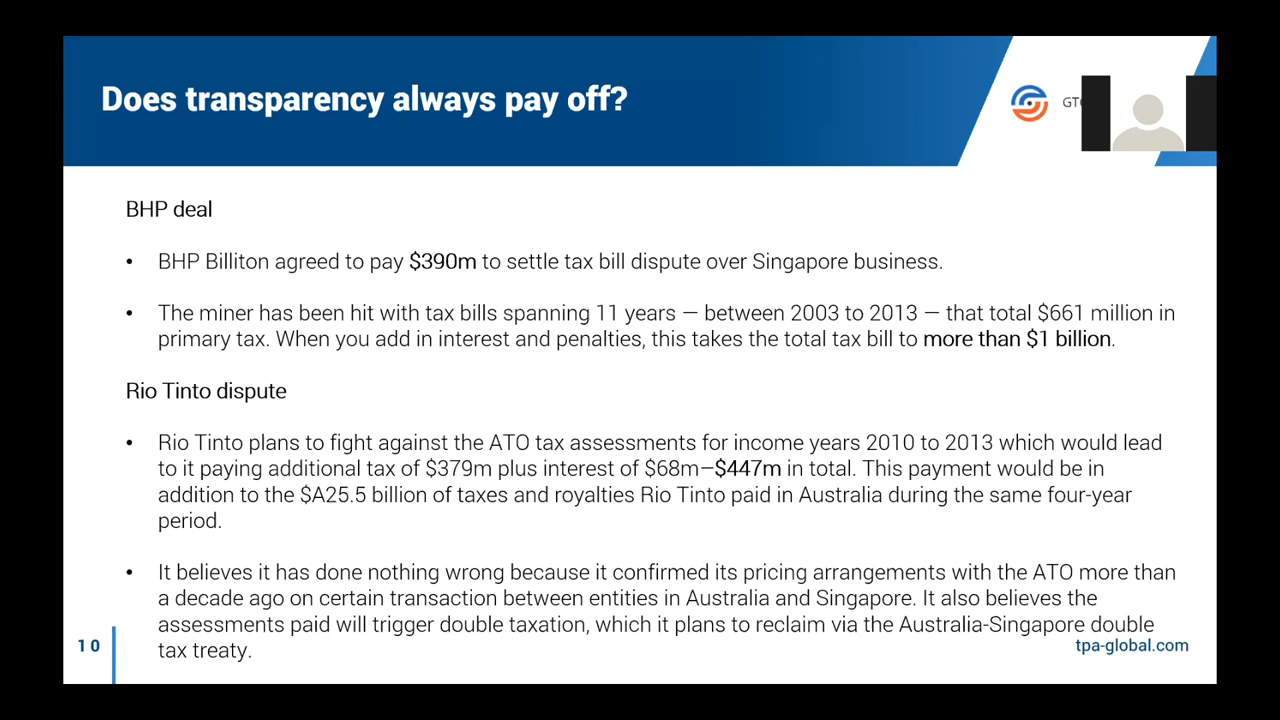 Does transparency always pay off?
BHP deal
• BHP Billiton agreed to pay $390m to settle tax bill dispute over Singapore business.
• The miner has been hit with tax bills spanning 11 years — between 2003 to 2013 — that total $661 million in
primary tax. When you add in interest and penalties, this takes the total tax bill to more than $1 billion.
Rio Tinto dispute
• Rio Tinto plans to fight against the ATO tax assessments for income years 2010 to 2013 which would lead
to it paying additional tax of $379m plus interest of $68m–$447m in total. This payment would be in
addition to the $A25.5 billion of taxes and royalties Rio Tinto paid in Australia during the same four-year
period.
• It believes it has done nothing wrong because it confirmed its pricing arrangements with the ATO more than
a decade ago on certain transaction between entities in Australia and Singapore. It also believes the
assessments paid will trigger double taxation, which it plans to reclaim via the Australia-Singapore double
tax treaty.
10
tpa-global.com